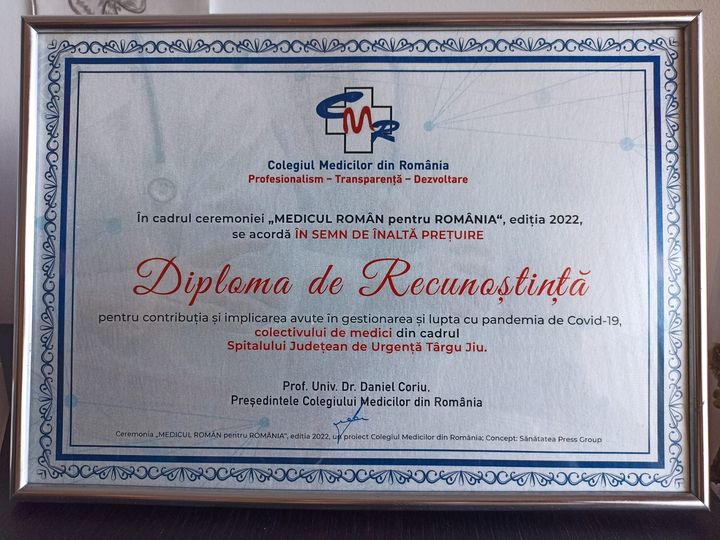 CMR
Colegiul Medicilor din România
Profesionalism – Transparență – Dezvoltare
În cadrul ceremoniei „MEDICUL ROMÂN pentru ROMÂNIA“, ediția 2022,
se acordă ÎN SEMN DE ÎNALTĂ PREȚUIRE
Diploma de Recunoștință
pentru contribuția și implicarea avute în gestionarea și lupta cu pandemia de Covid-19,
colectivului de medici din cadrul
Spitalului Județean de Urgență Târgu Jiu.
Prof. Univ. Dr. Daniel Coriu,
Președintele Colegiului Medicilor din România
Ceremonia „MEDICUL ROMÂN pentru ROMÂNIA“, ediția 2022, un proiect Colegiul Medicilor din România; Concept: Sănătatea Press Group